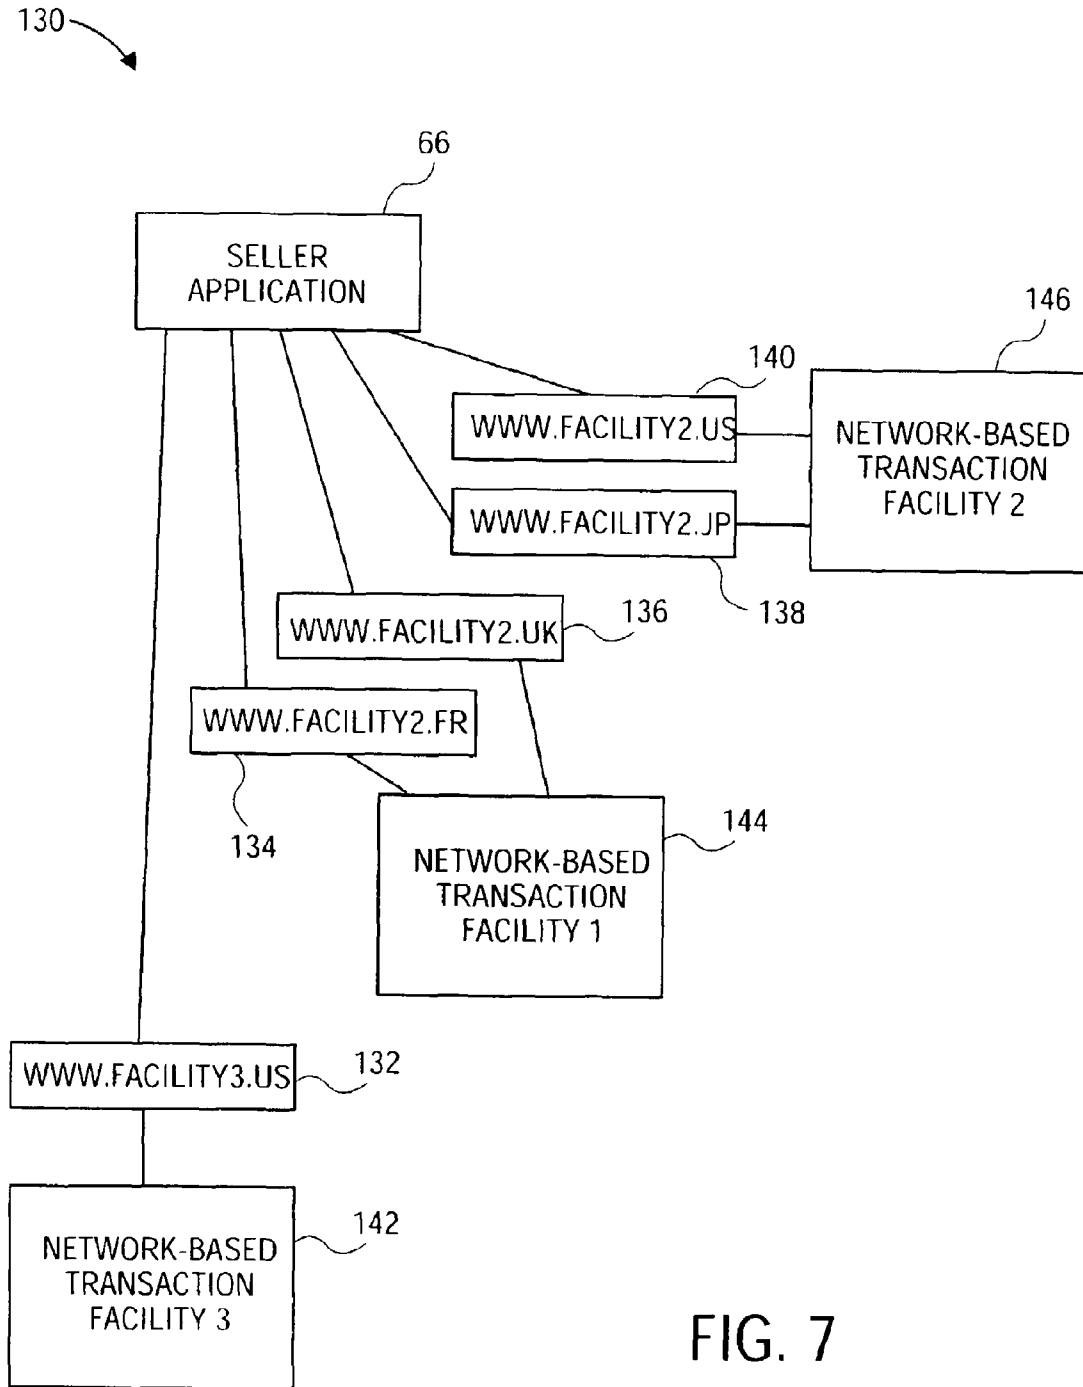 130
66
SELLER
APPLICATION
146
140
WWW.FACILITY2.US
NETWORK-BASED
TRANSACTION
FACILITY 2
WWW.FACILITY2.JP
138
WWW.FACILITY2.UK
136
WWW.FACILITY2.FR
134
144
NETWORK-BASED
TRANSACTION
FACILITY 1
WWW.FACILITY3.US
132
142
NETWORK-BASED
TRANSACTION
FACILITY 3
FIG. 7